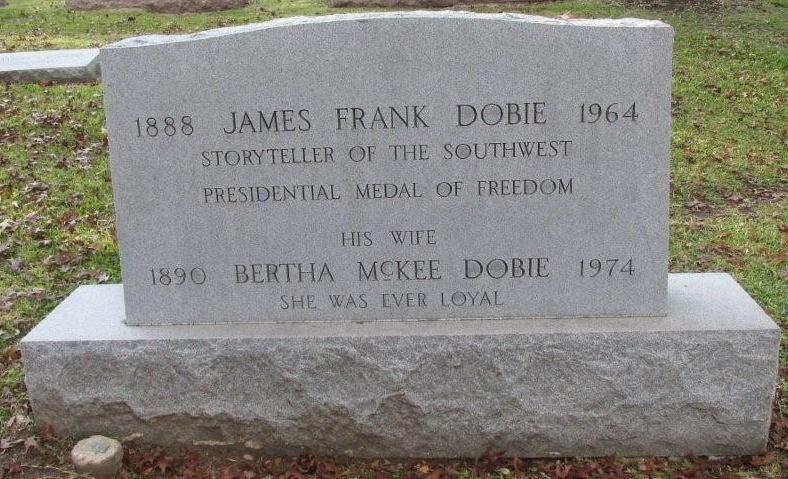 1888 JAMES FRANK DOBIE 1964
STORYTELLER OF THE SOUTHWEST
PRESIDENTIAL MEDAL OF FREEDOM
HIS WIFE
1890 BERTHA McKEE DOBIE 1974
SHE WAS EVER LOYAL